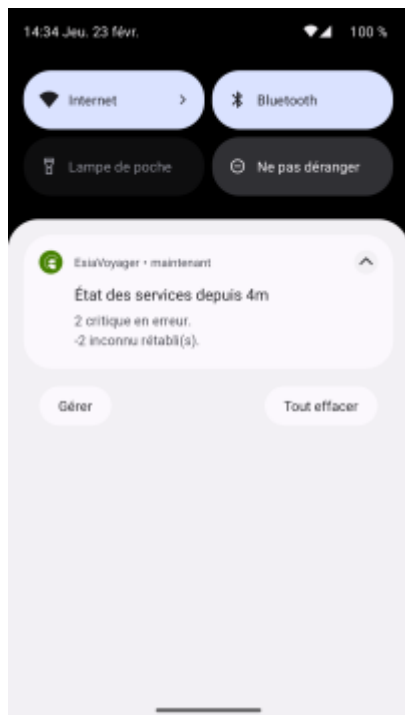 14:34 Jeu. 23 févr. 100 %
Internet
Bluetooth
Lampe de poche
Ne pas déranger
EsiaVoyager • maintenant
État des services depuis 4m
2 critique en erreur.
-2 inconnu rétabli(s).
Gérer
Tout effacer